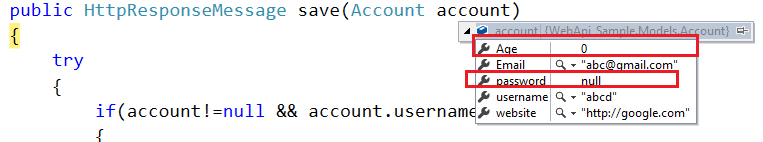 public HttpResponseMessage save(Account account)
{
account {WebApi_Sample.Models.Account}
Age 0
try
Email "abc@gmail.com"
{
password null
if(account!=null && account.username
username "abcd"
{
website "http://google.com"